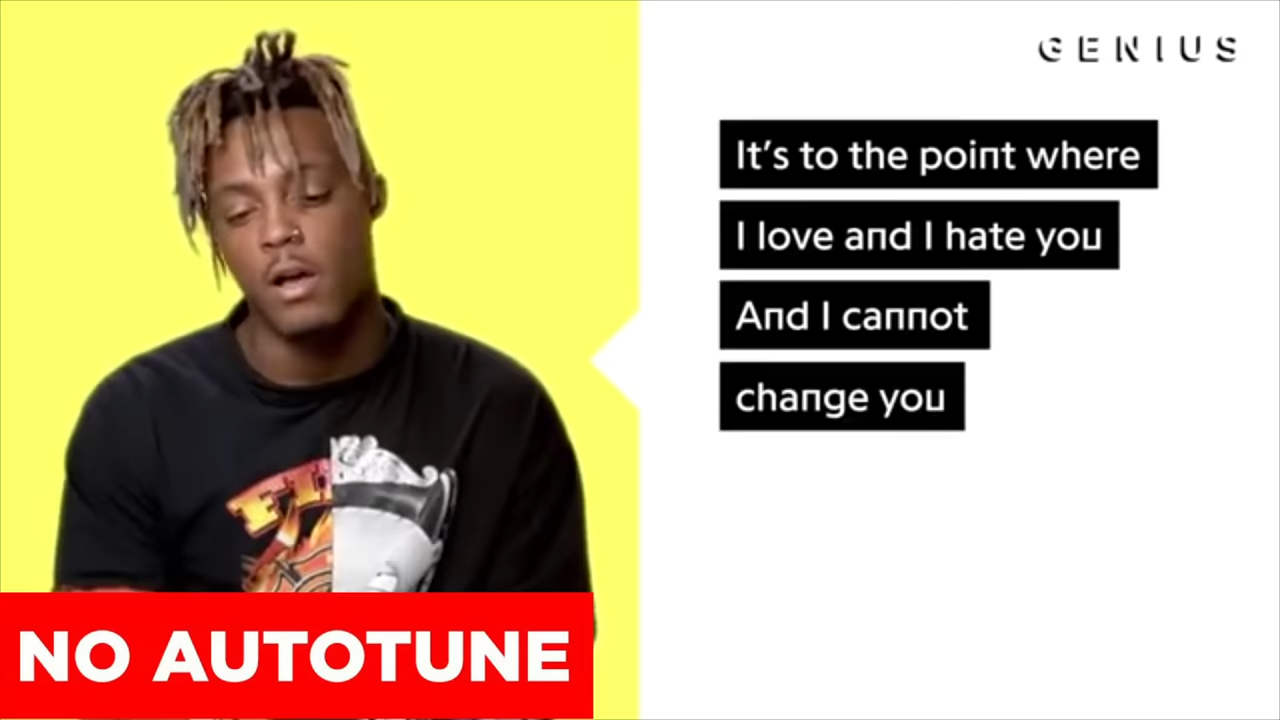 GENIUS
It's to the point where
I love and I hate you
And I cannot
change you
NO AUTOTUNE